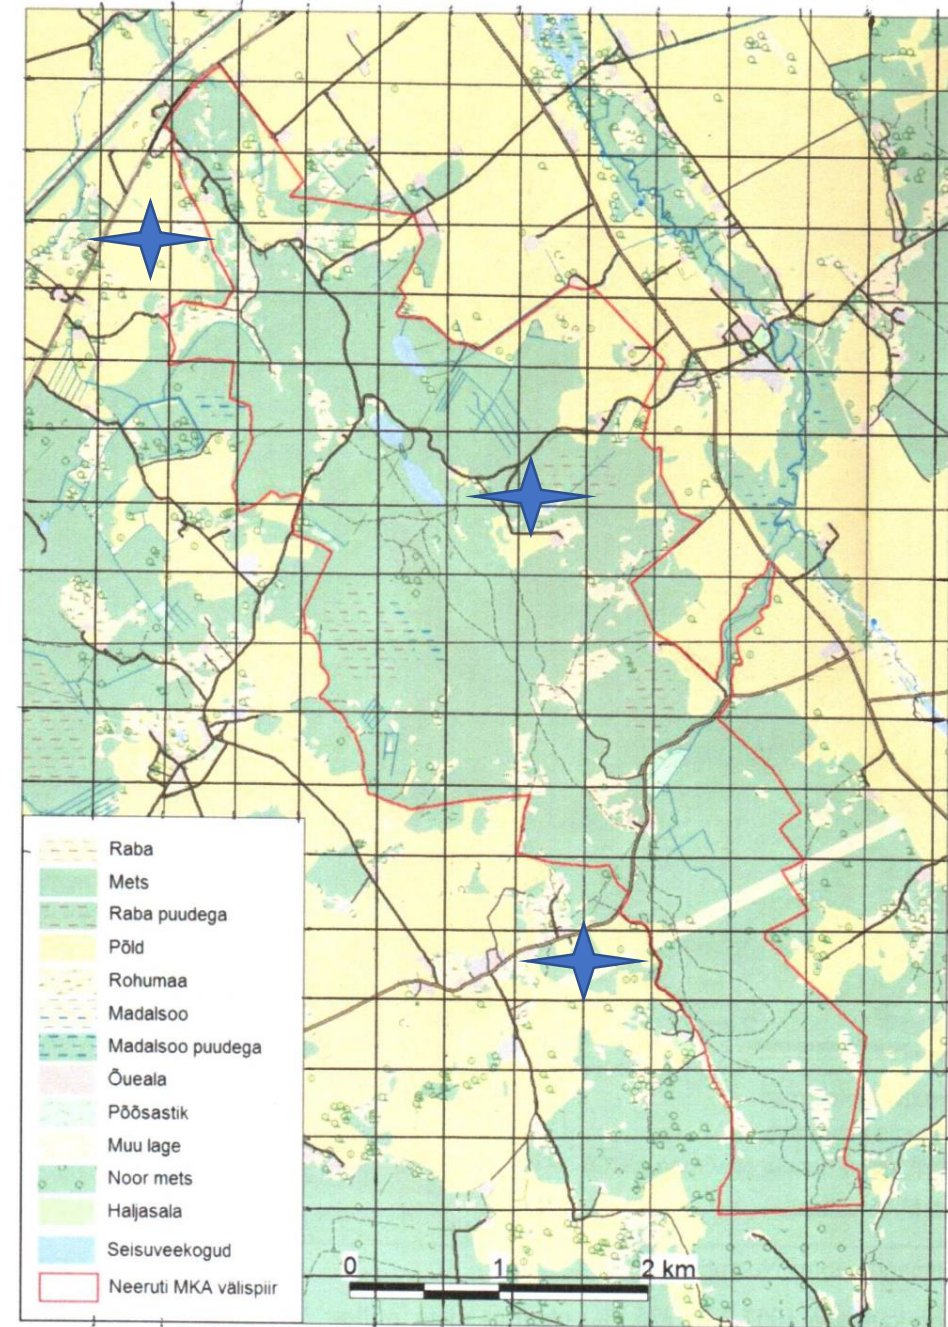 Raba
Mets
Raba puudega
Põld
Rohumaa
Madalsoo
Madalsoo puudega
Õueala
Põõsastik
Muu lage
Noor mets
Haljasala
Seisuveekogud
Neeruti MKA välispiir
0 1 2 km